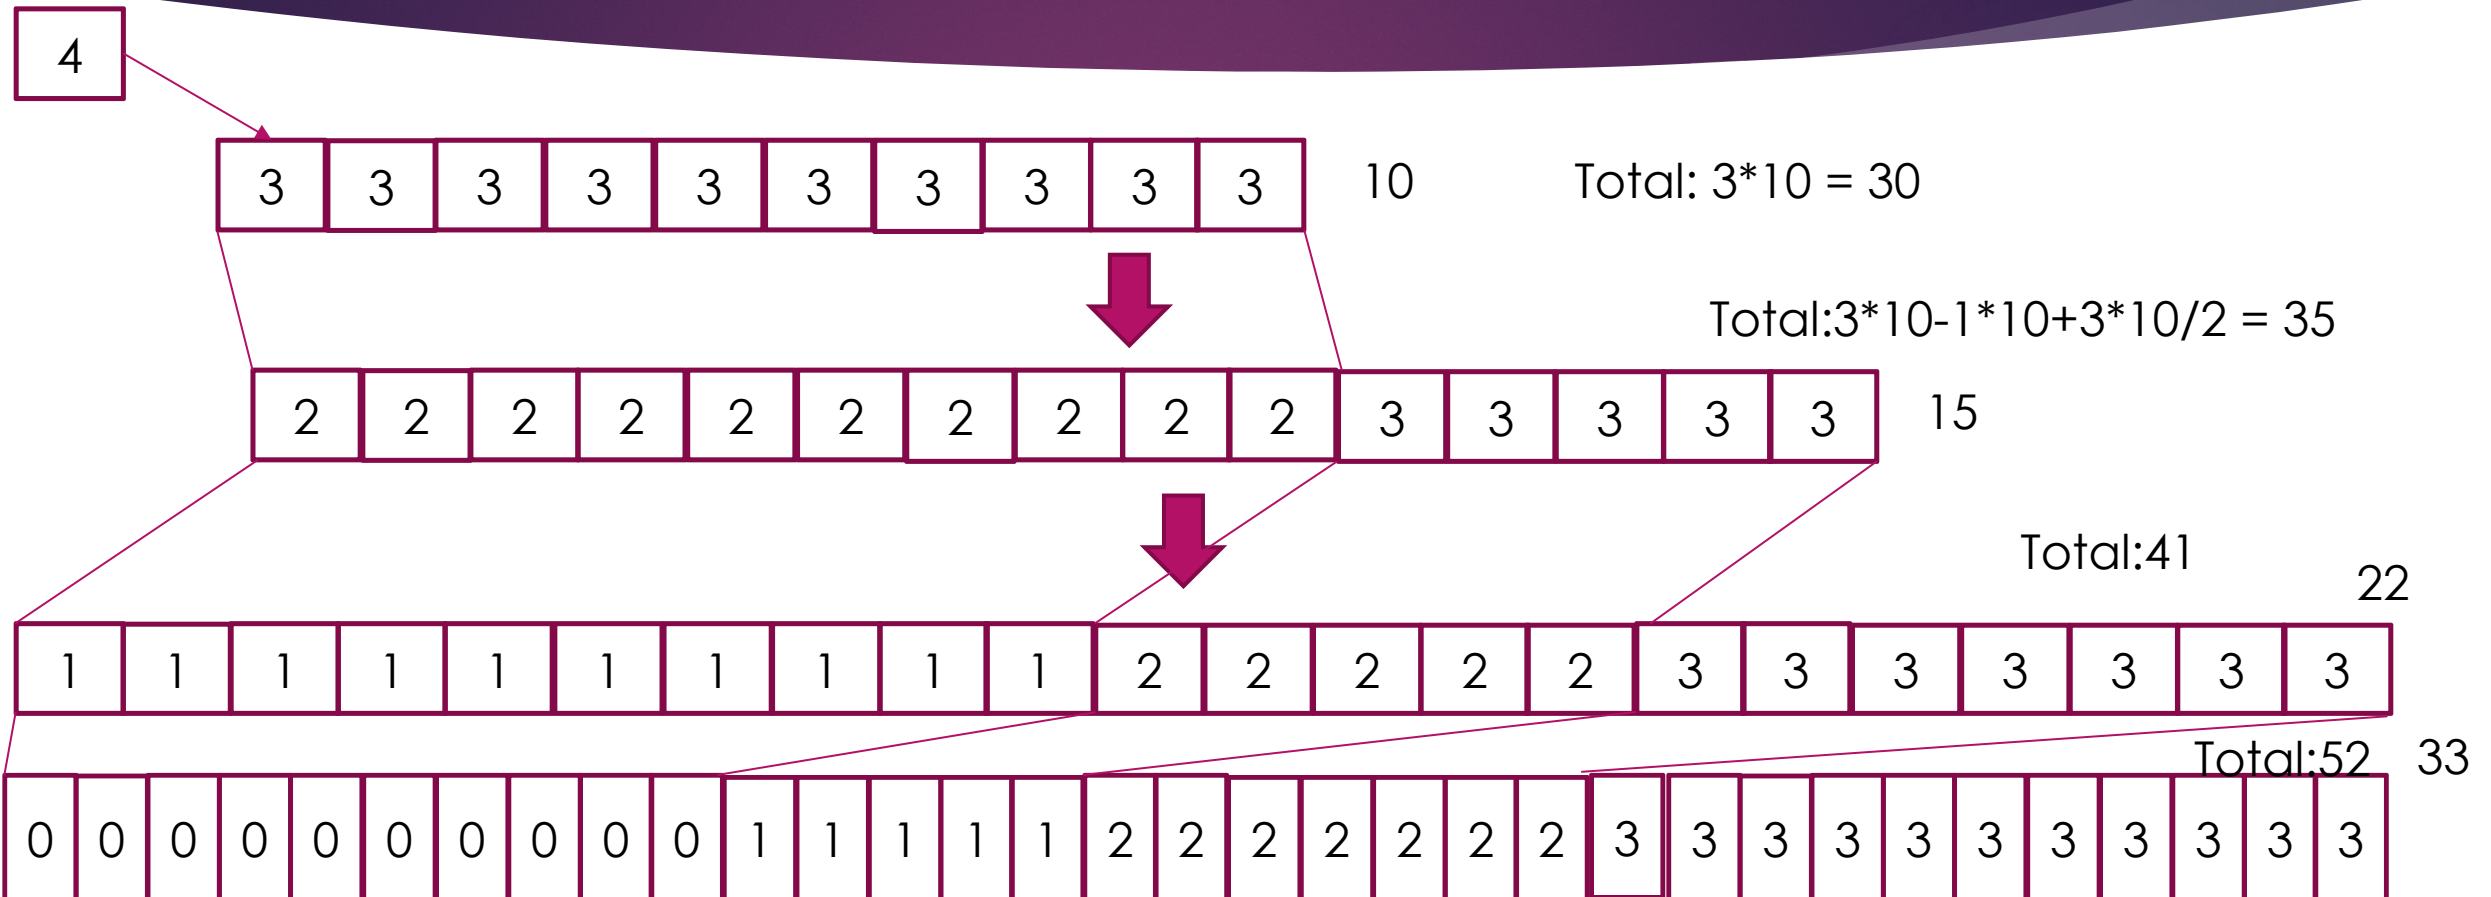 4
3 3 3 3 3 3 3 3 3 3 10 Total: 3*10 = 30
Total:3*10-1*10+3*10/2 = 35
2 2 2 2 2 2 2 2 2 2 3 3 3 3 3 15
Total:41
22
1 1 1 1 1 1 1 1 1 1 2 2 2 2 2 3 3 3 3 3 3 3
Total:52 33
0 0 0 0 0 0 0 0 0 0 1 1 1 1 1 2 2 2 2 2 2 2 3 3 3 3 3 3 3 3 3 3 3